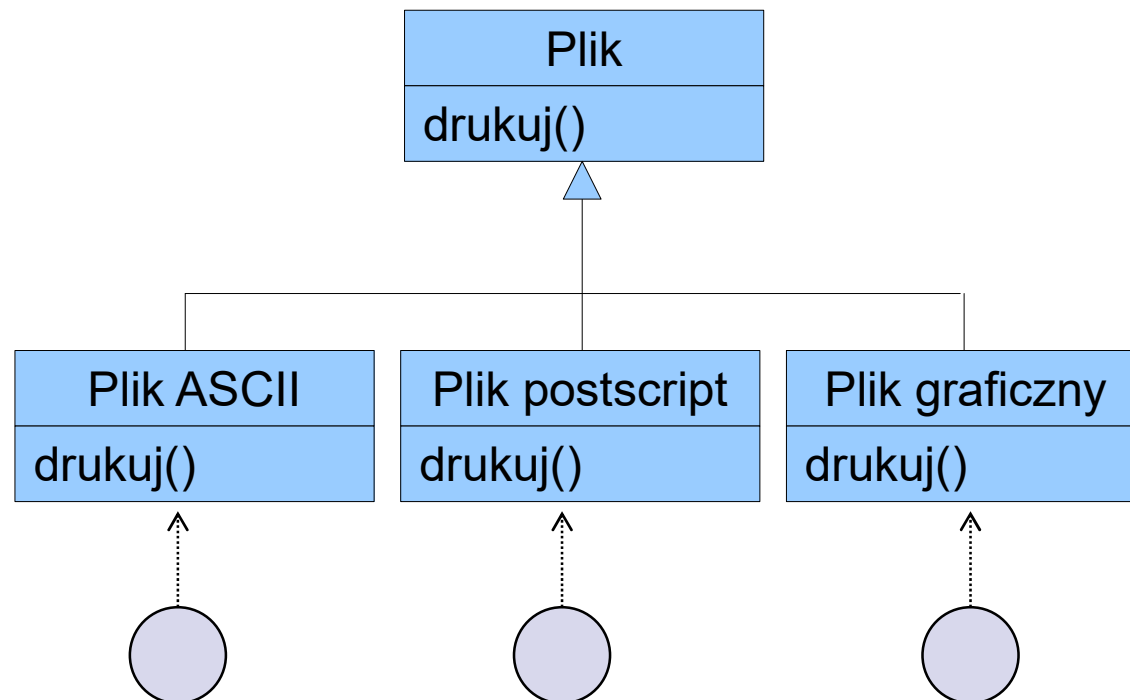 Plik
drukuj()
Plik ASCII
Plik postscript
Plik graficzny
drukuj()
drukuj()
drukuj()